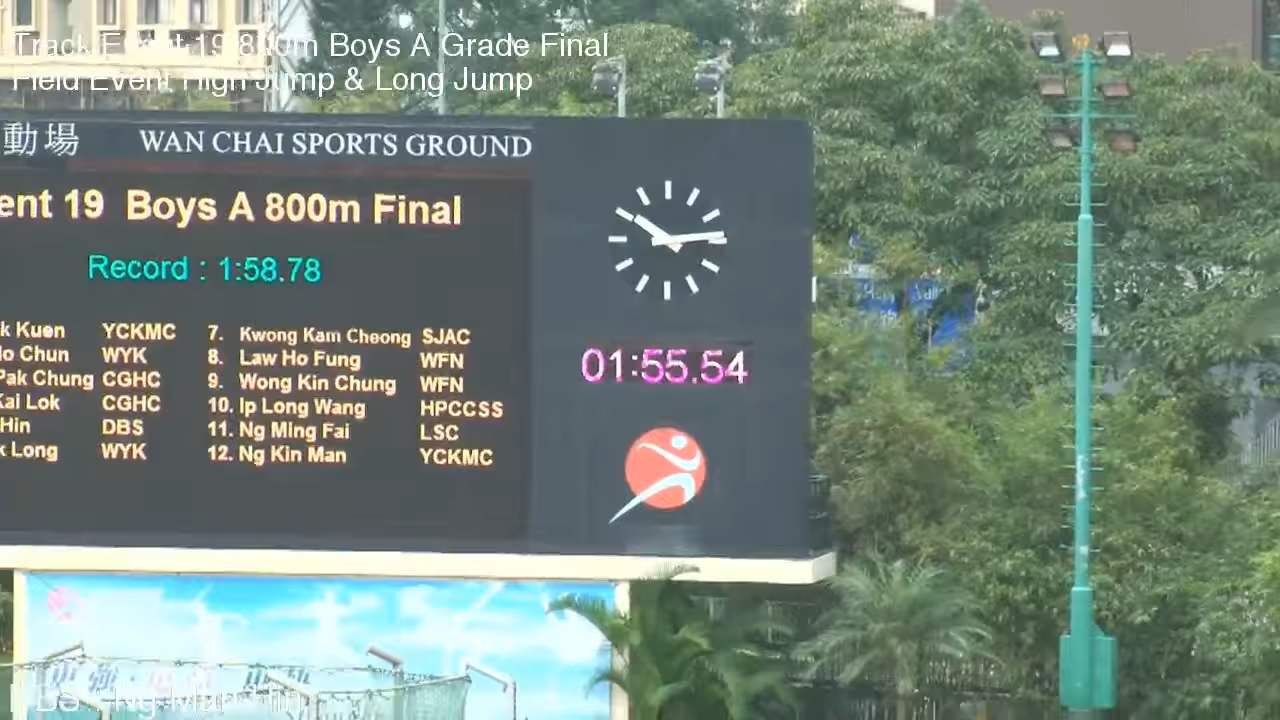 Track Event 19 800m Boys A Grade Final
Field Event High Jump & Long Jump
動場 WAN CHAI SPORTS GROUND
ent 19 Boys A 800m Final
Record : 1:58.78
k Kuen YCKMC 7. Kwong Kam Cheong SJAC
Ho Chun WYK 8. Law Ho Fung WFN
Pak Chung CGHC 9. Wong Kin Chung WFN
Kai Lok CGHC 10. Ip Long Wang HPCCSS
Hin DBS 11. Ng Ming Fai LSC
k Long WYK 12. Ng Kin Man YCKMC
01:55.54